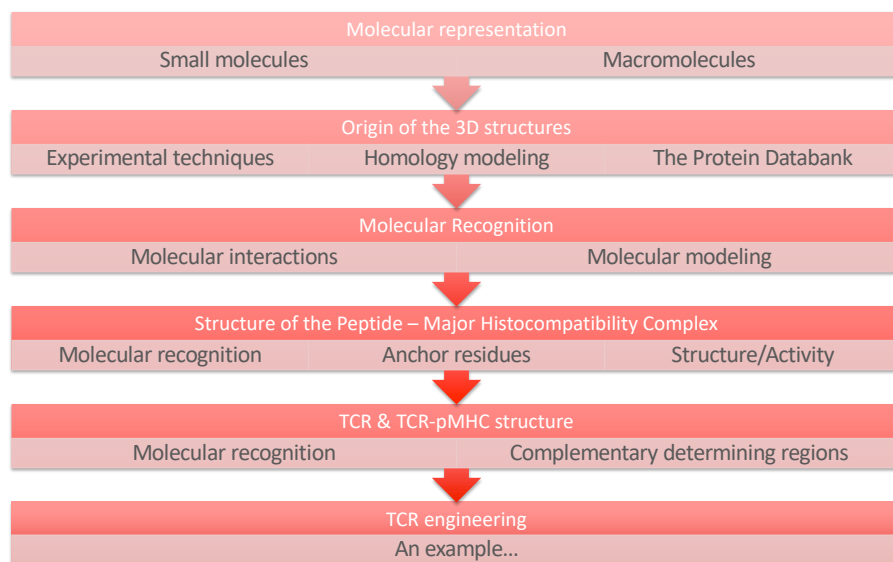 Molecular representation
Small molecules Macromolecules
Origin of the 3D structures
Experimental techniques Homology modeling The Protein Databank
Molecular Recognition
Molecular interactions Molecular modeling
Structure of the Peptide – Major Histocompatibility Complex
Molecular recognition Anchor residues Structure/Activity
TCR & TCR-pMHC structure
Molecular recognition Complementary determining regions
TCR engineering
An example...